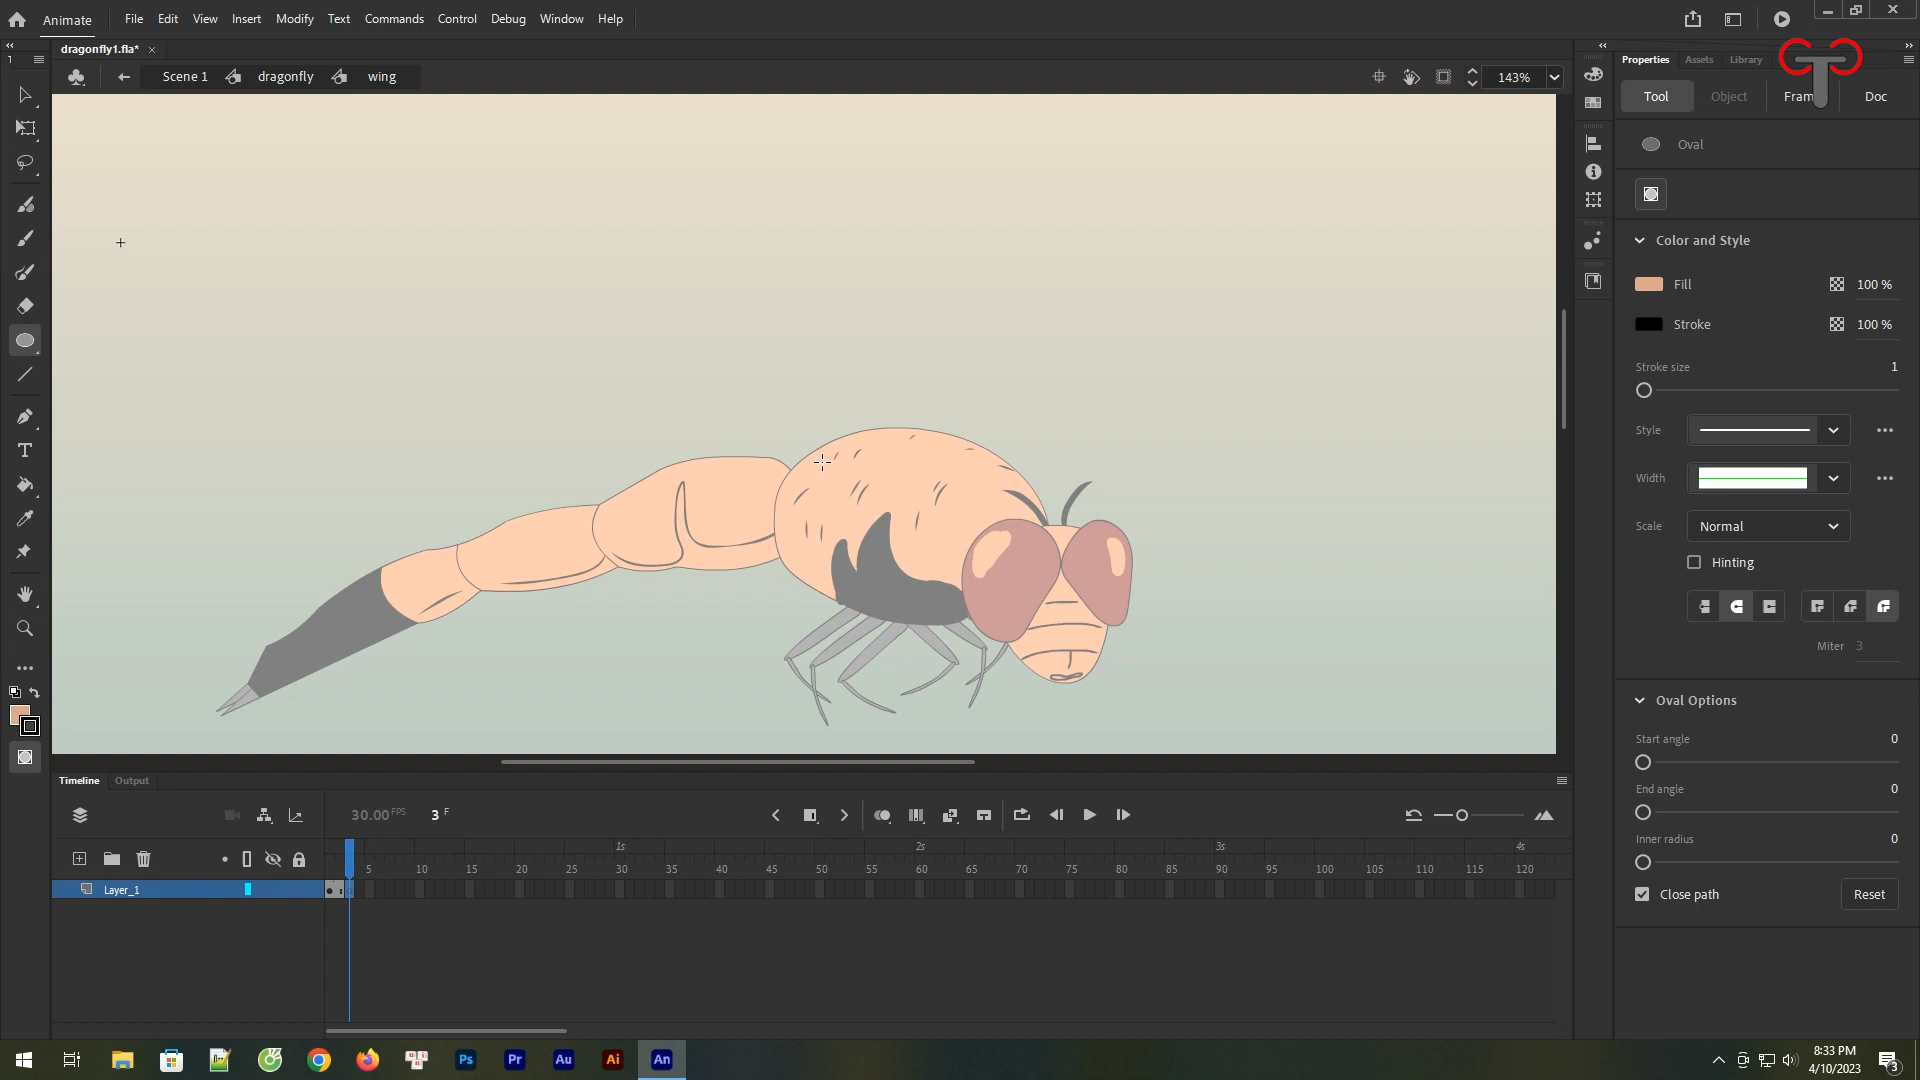 Animate File Edit View Insert Modify Text Commands Control Debug Window Help
dragonfly1.fla*
Scene 1 dragonfly wing 143%
Properties Assets Library
Tool Object Fram Doc
Oval
Color and Style
Fill 100 %
Stroke 100 %
Stroke size 1
Style
Width
Scale Normal
Hinting
Miter 3
Oval Options
Start angle 0
End angle 0
Inner radius 0
Close path Reset
Timeline Output
30.00 FPS 3 F
1s 2s 3s 4s
5 10 15 20 25 30 35 40 45 50 55 60 65 70 75 80 85 90 95 100 105 110 115 120
Layer_1
Ps Pr Au Ai An
8:33 PM
4/10/2023
3